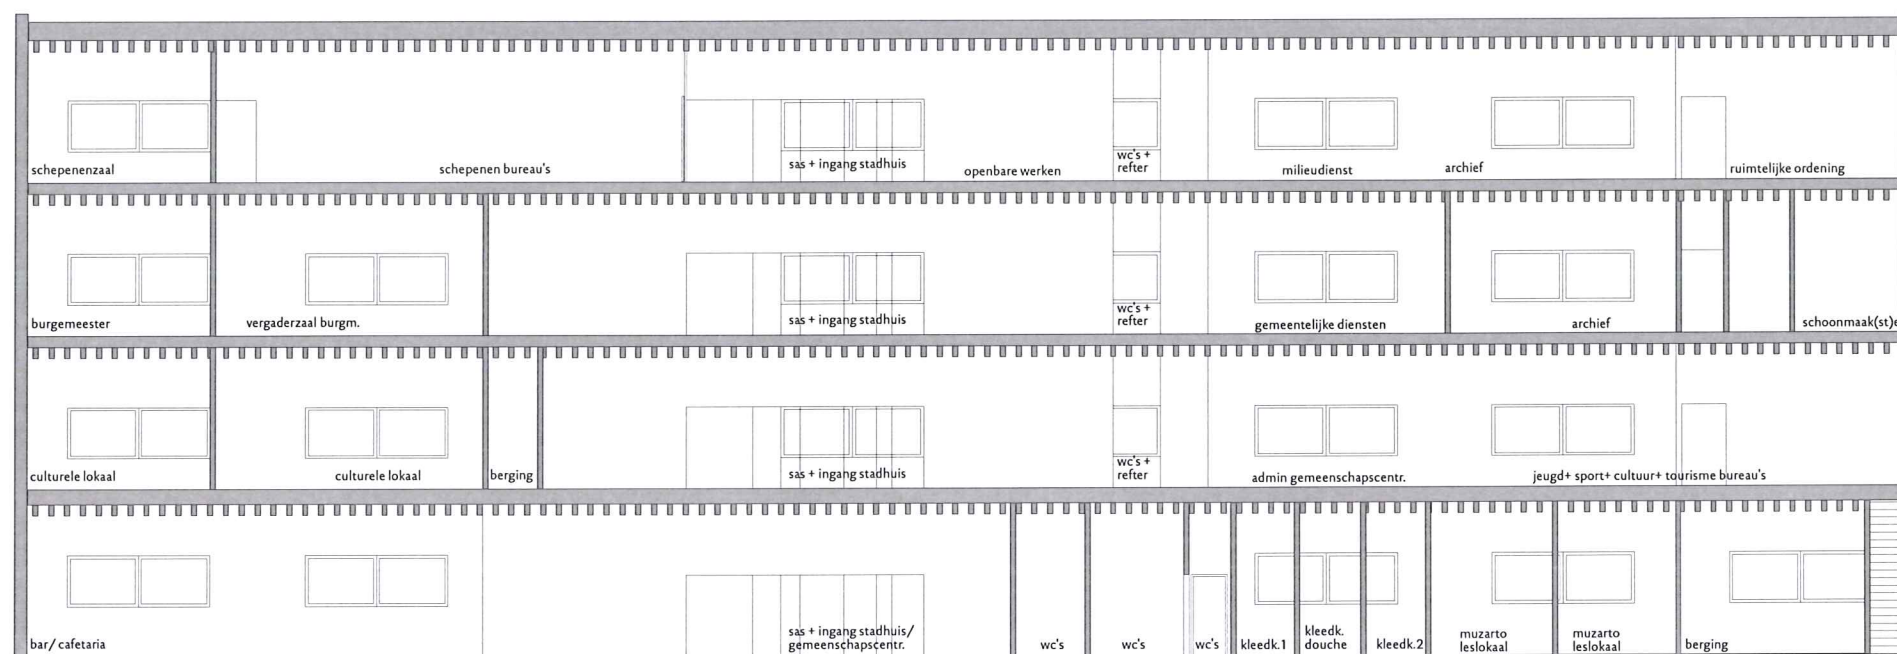 schepenenzaal
schepenen bureau's
sas + ingang stadhuis
openbare werken
wc's +
refter
milieudienst
archief
ruimtelijke ordening
burgemeester
vergaderzaal burgm.
sas + ingang stadhuis
wc's +
refter
gemeentelijke diensten
archief
schoonmaak(st)e
culturele lokaal
culturele lokaal
berging
sas + ingang stadhuis
wc's +
refter
admin gemeenschapscentr.
jeugd+ sport+ cultuur+ tourisme bureau's
bar/ cafetaria
sas + ingang stadhuis/
gemeenschapscentr.
wc's
wc's
wc's
kleedk.1
kleedk.
douche
kleedk.2
muzarto
leslokaal
muzarto
leslokaal
berging